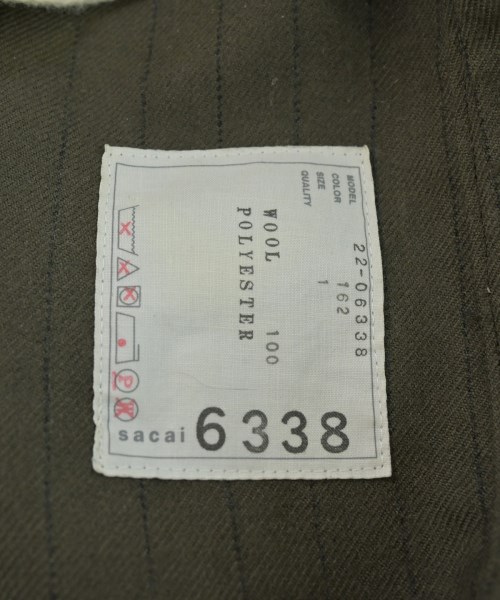 MODEL 22-06338
COLOR 162
SIZE 1
QUALITY
WOOL 100
POLYESTER
P
W
sacai 6338